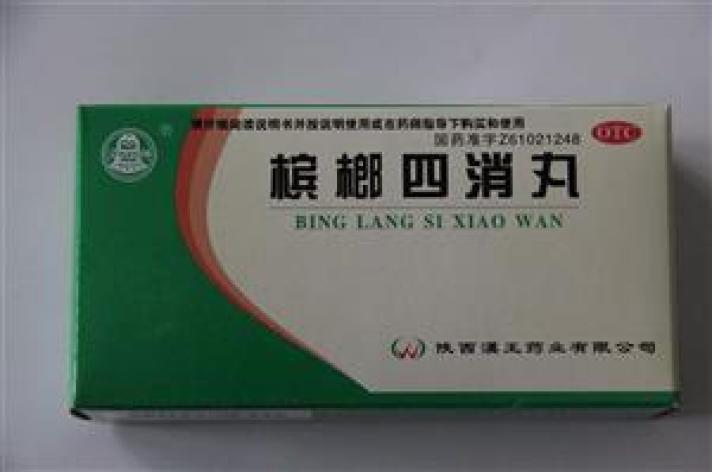 请仔细阅读说明书并按说明使用或在药师指导下购买和使用
国药准字Z61021248
OTC
槟榔四消丸
BING LANG SI XIAO WAN
陕西汉王药业有限公司